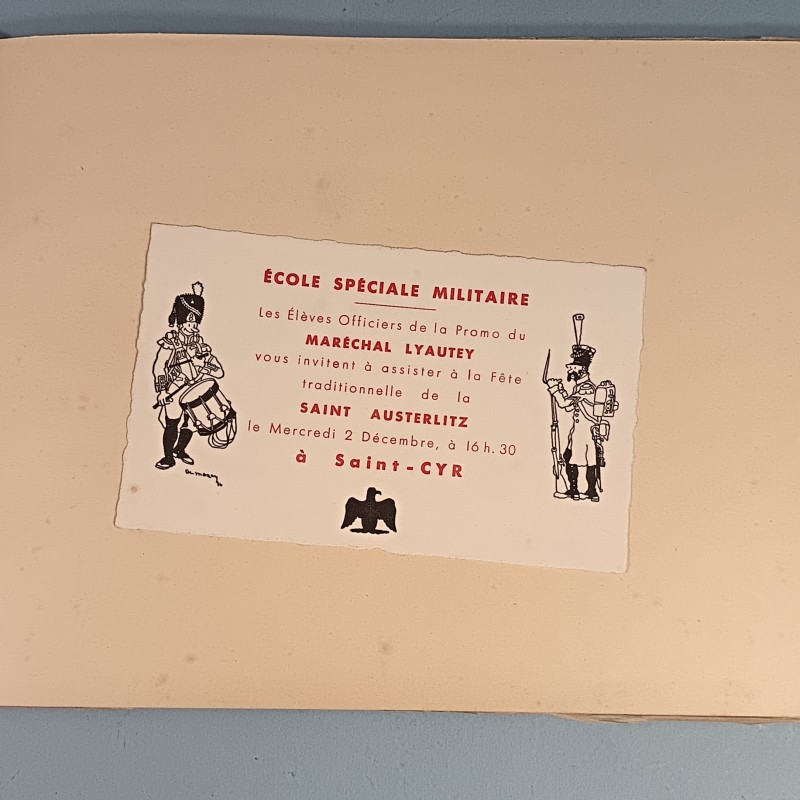 ÉCOLE SPÉCIALE MILITAIRE
Les Élèves Officiers de la Promo du
MARÉCHAL LYAUTEY
vous invitent à assister à la Fête
traditionnelle de la
SAINT AUSTERLITZ
le Mercredi 2 Décembre, à 16 h. 30
à Saint-CYR